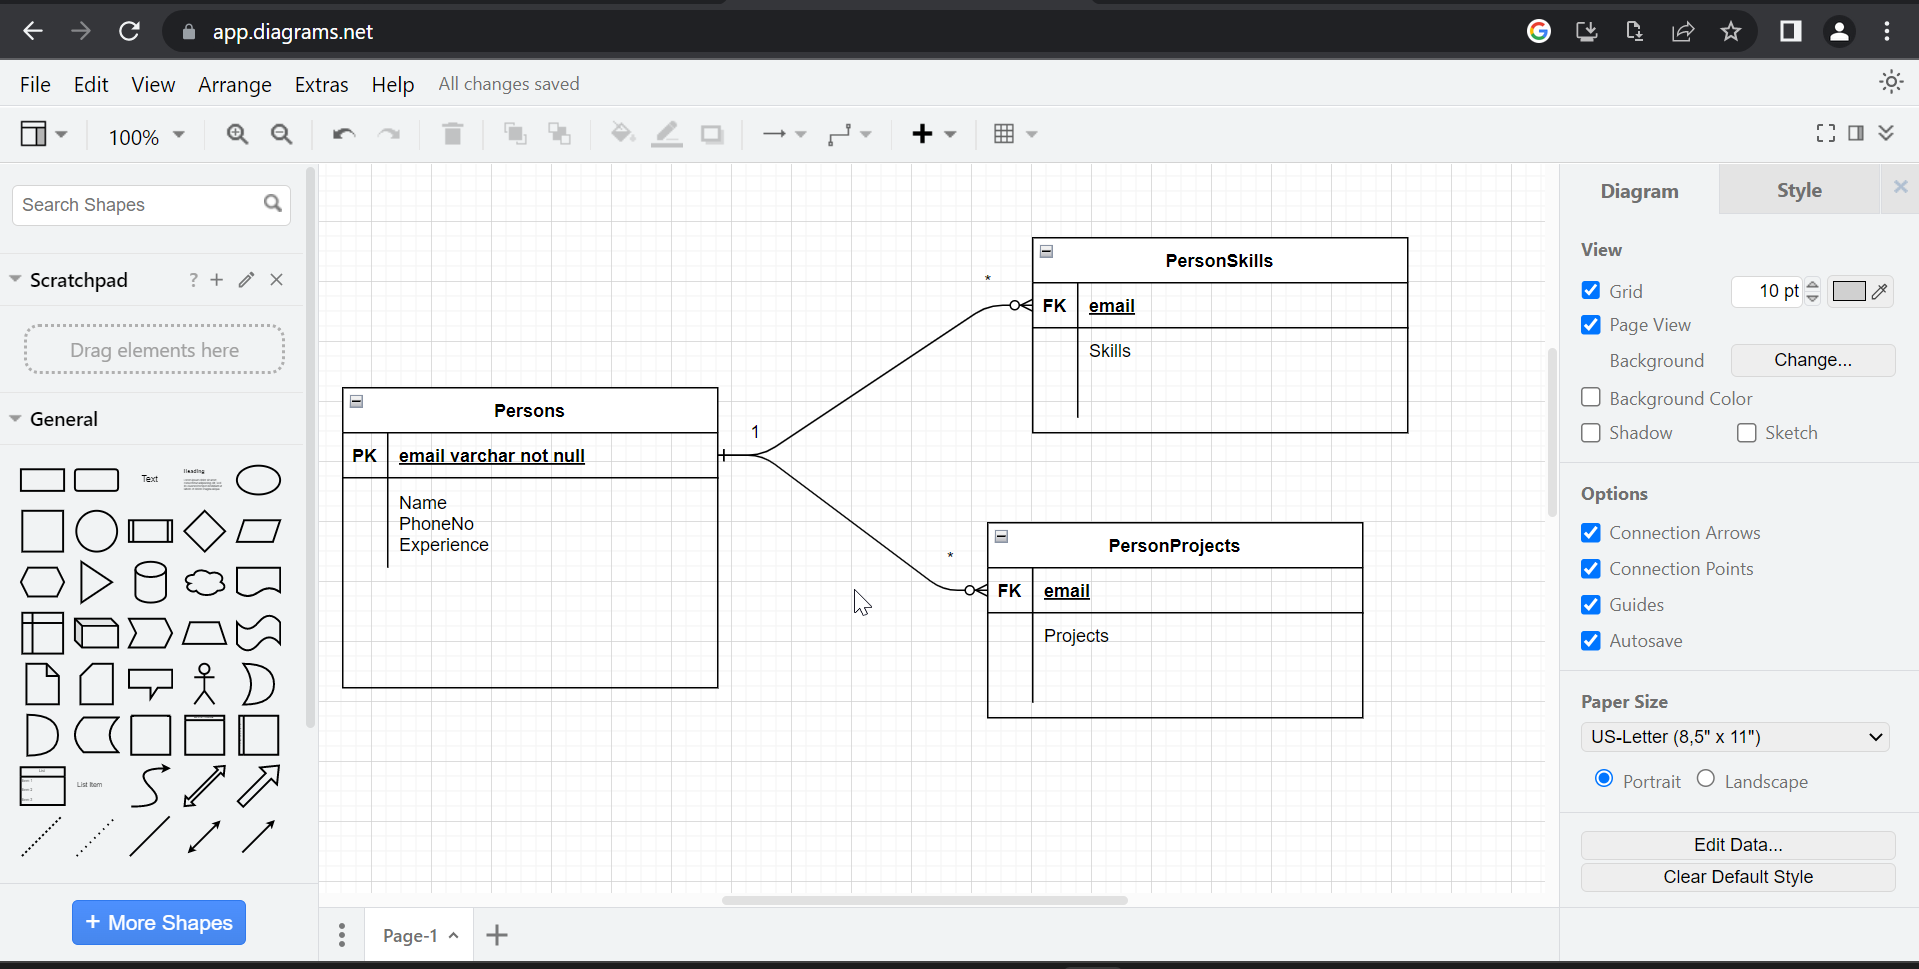 app.diagrams.net
File Edit View Arrange Extras Help All changes saved
100%
Search Shapes
Scratchpad ?
Drag elements here
General
Text
Heading
List Item
+ More Shapes
Persons
PK email varchar not null
Name
PhoneNo
Experience
1
*
PersonSkills
FK email
Skills
*
PersonProjects
FK email
Projects
Page-1
Diagram Style
View
Grid 10 pt
Page View
Background Change...
Background Color
Shadow Sketch
Options
Connection Arrows
Connection Points
Guides
Autosave
Paper Size
US-Letter (8,5" x 11")
Portrait Landscape
Edit Data...
Clear Default Style